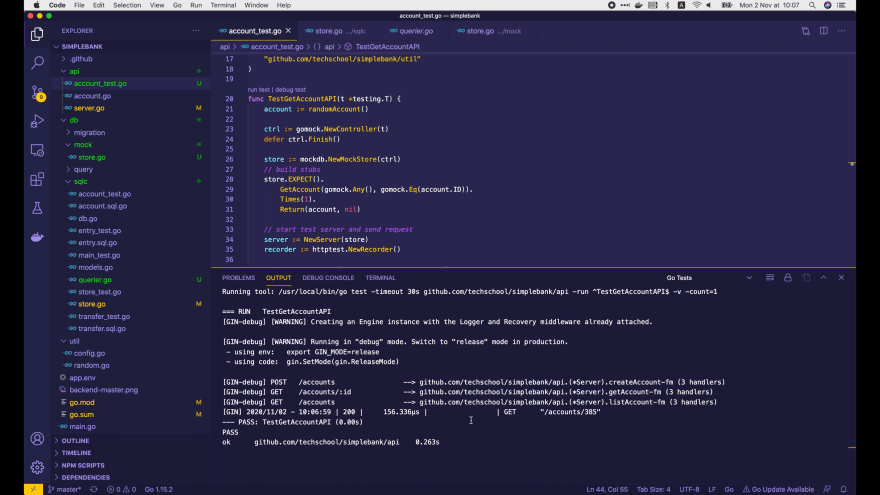 Code File Edit Selection View Go Run Terminal Window Help Mon 2 Nov at 10:07
account_test.go — simplebank
EXPLORER
account_test.go
store.go .../sqlc
querier.go
store.go .../mock
api > account_test.go > {} api > TestGetAccountAPI
SIMPLEBANK
.github
api
account_test.go U
account.go
server.go M
db
migration
mock
store.go U
query
sqlc
account_test.go
account.sql.go
db.go
entry_test.go
entry.sql.go
main_test.go
models.go
querier.go U
store_test.go
store.go M
transfer_test.go
transfer.sql.go
util
config.go
random.go
app.env
backend-master.png
go.mod M
go.sum M
main.go
OUTLINE
TIMELINE
NPM SCRIPTS
DEPENDENCIES
17 "github.com/techschool/simplebank/util"
18 )
19
run test | debug test
20 func TestGetAccountAPI(t *testing.T) {
21 account := randomAccount()
22
23 ctrl := gomock.NewController(t)
24 defer ctrl.Finish()
25
26 store := mockdb.NewMockStore(ctrl)
27 // build stubs
28 store.EXPECT().
29 GetAccount(gomock.Any(), gomock.Eq(account.ID)).
30 Times(1).
31 Return(account, nil)
32
33 // start test server and send request
34 server := NewServer(store)
35 recorder := httptest.NewRecorder()
36
PROBLEMS OUTPUT DEBUG CONSOLE TERMINAL Go Tests
Running tool: /usr/local/bin/go test -timeout 30s github.com/techschool/simplebank/api -run ^TestGetAccountAPI$ -v -count=1
=== RUN TestGetAccountAPI
[GIN-debug] [WARNING] Creating an Engine instance with the Logger and Recovery middleware already attached.
[GIN-debug] [WARNING] Running in "debug" mode. Switch to "release" mode in production.
- using env: export GIN_MODE=release
- using code: gin.SetMode(gin.ReleaseMode)
[GIN-debug] POST /accounts --> github.com/techschool/simplebank/api.(*Server).createAccount-fm (3 handlers)
[GIN-debug] GET /accounts/:id --> github.com/techschool/simplebank/api.(*Server).getAccount-fm (3 handlers)
[GIN-debug] GET /accounts --> github.com/techschool/simplebank/api.(*Server).listAccount-fm (3 handlers)
[GIN] 2020/11/02 - 10:06:59 | 200 | 156.336µs | | GET "/accounts/385"
--- PASS: TestGetAccountAPI (0.00s)
PASS
ok github.com/techschool/simplebank/api 0.263s
master* 0 0 Go 1.15.2 Ln 44, Col 55 Tab Size: 4 UTF-8 LF Go Go Update Available